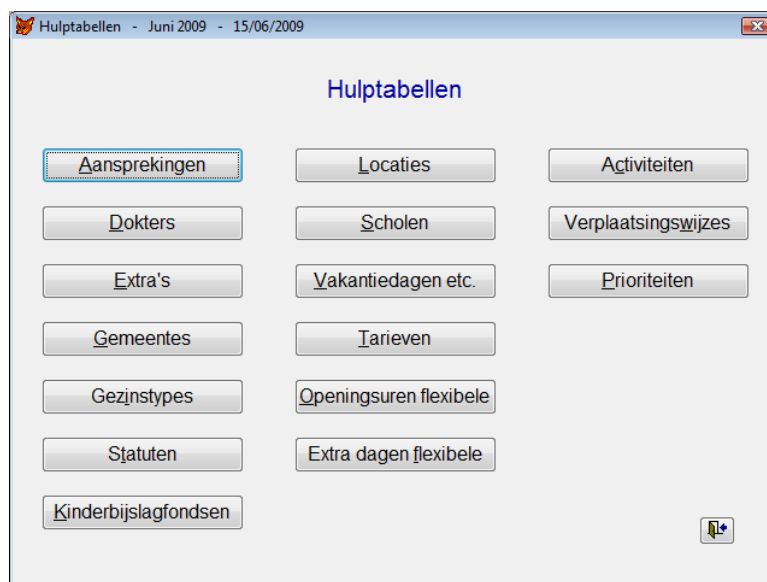 Hulptabellen - Juni 2009 - 15/06/2009
Hulptabellen
Aansprekingen
Locaties
Activiteiten
Dokters
Scholen
Verplaatsingswijzes
Extra's
Vakantiedagen etc.
Prioriteiten
Gemeentes
Tarieven
Gezinstypes
Openingsuren flexibele
Statuten
Extra dagen flexibele
Kinderbijslagfondsen